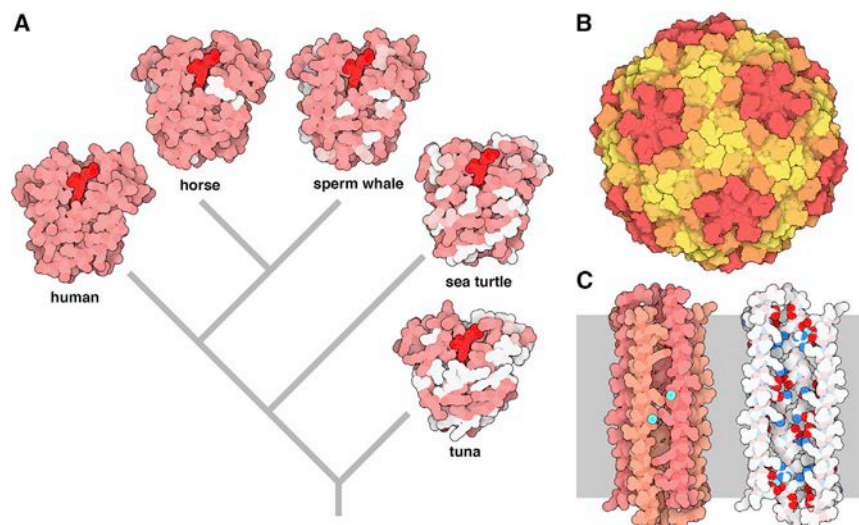 A
horse
sperm whale
human
sea turtle
tuna
B
C